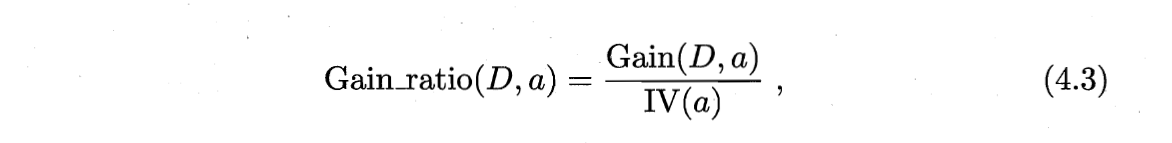 Gain_ratio(D, a) = Gain(D, a) / IV(a) , (4.3)